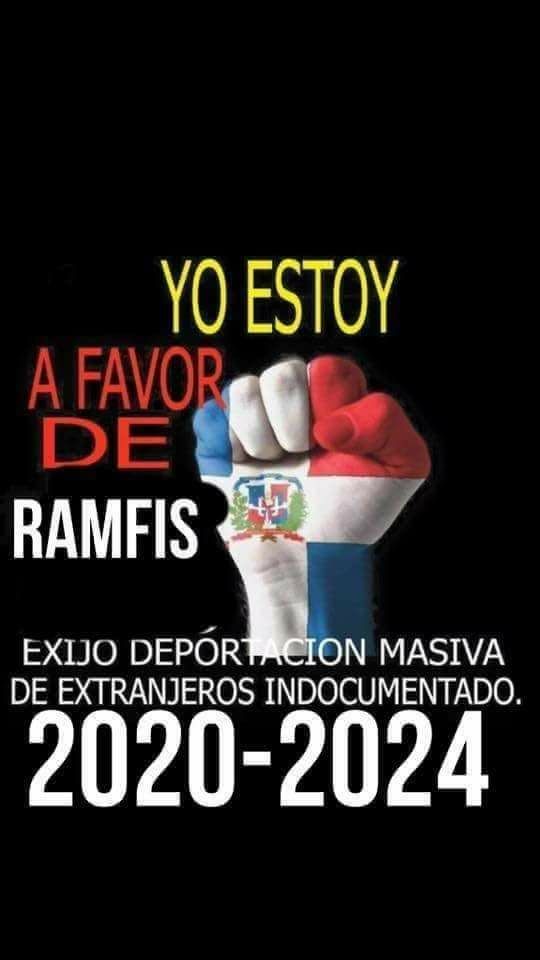 YO ESTOY
A FAVOR
DE
RAMFIS
EXIJO DEPÓRTACION MASIVA
DE EXTRANJEROS INDOCUMENTADO.
2020-2024